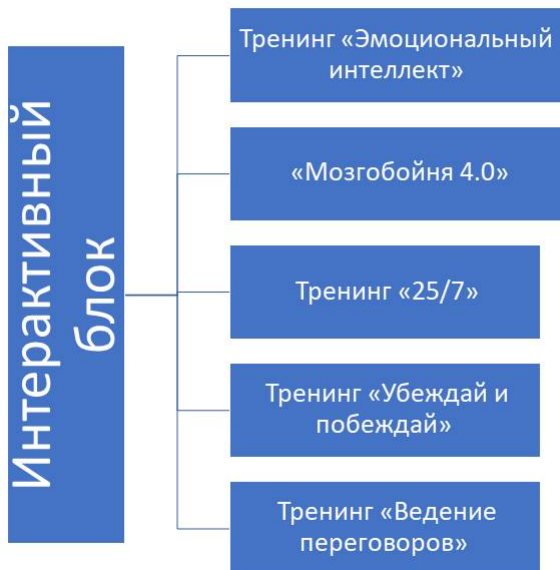 Интерактивный
блок
Тренинг «Эмоциональный
интеллект»
«Мозгобойня 4.0»
Тренинг «25/7»
Тренинг «Убеждай и
побеждай»
Тренинг «Ведение
переговоров»